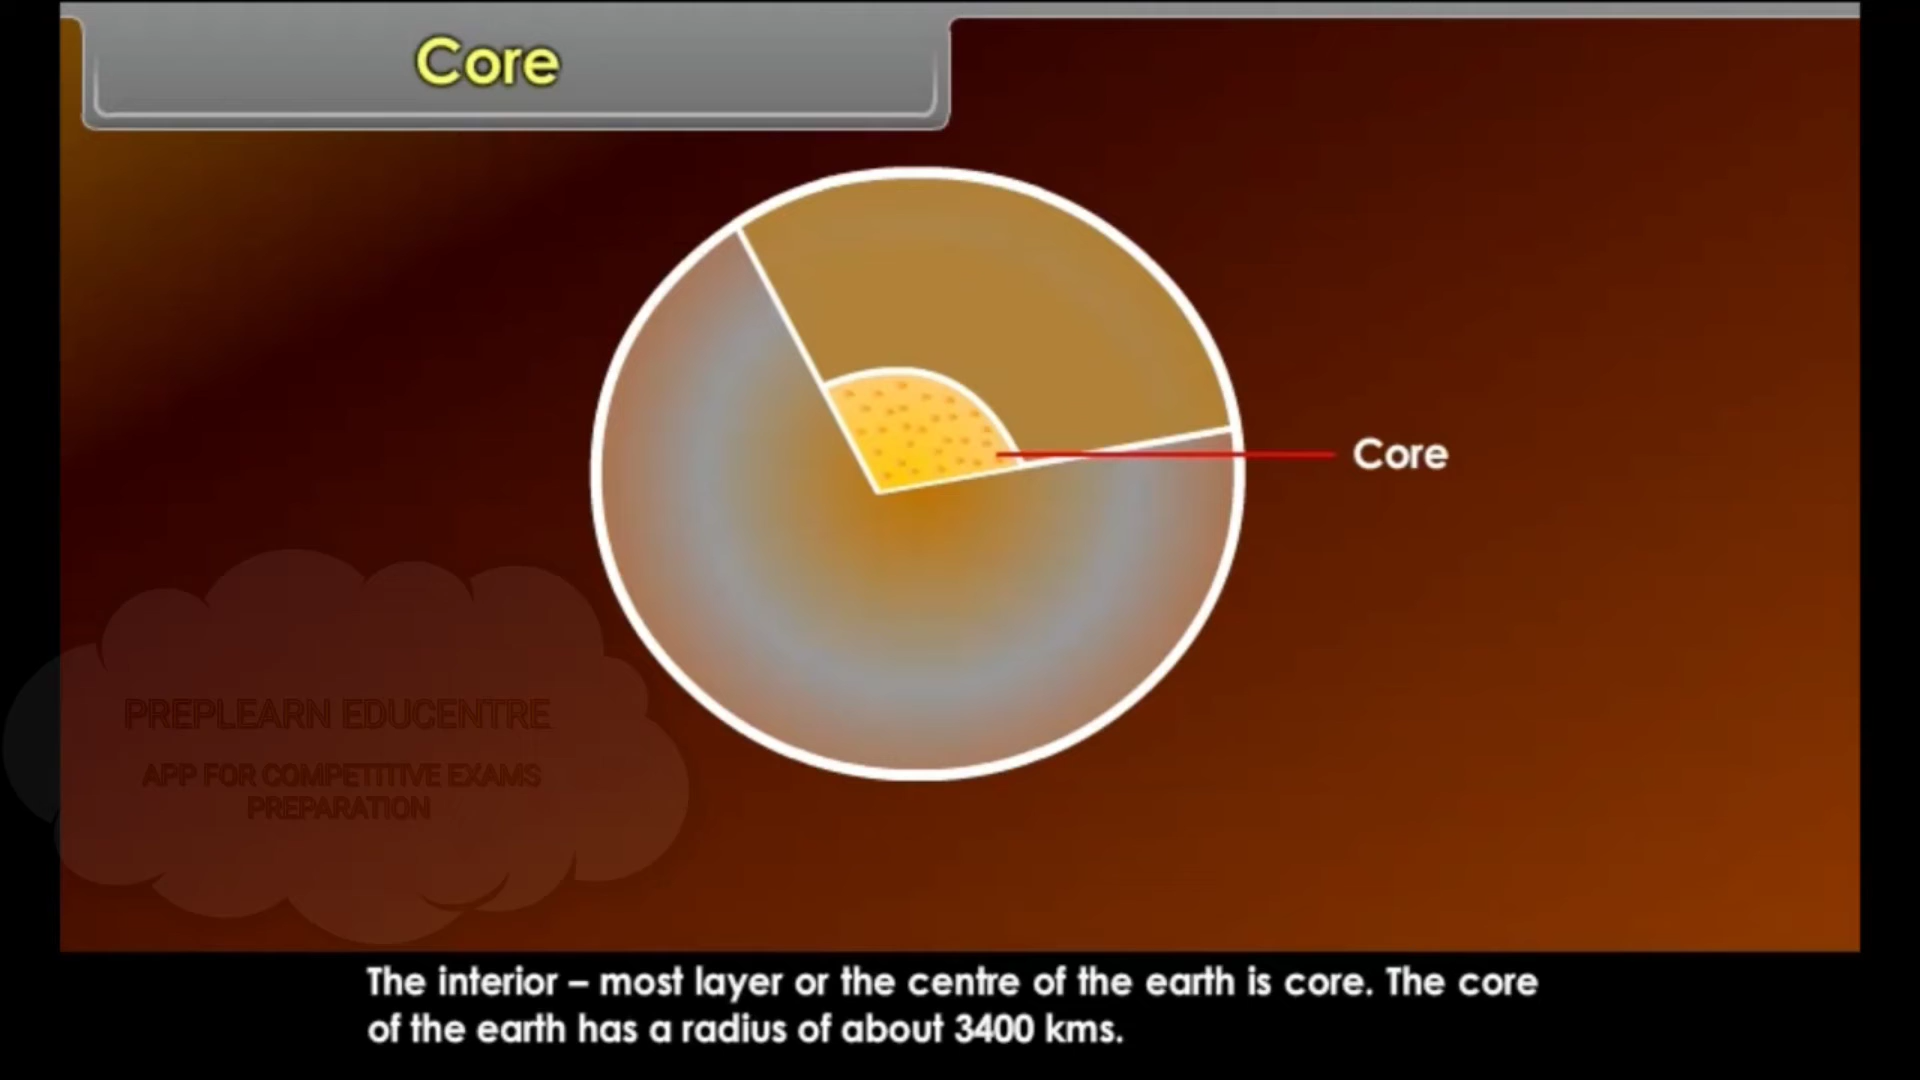 Core
Core
PREPLEARN EDUCENTRE
APP FOR COMPETITIVE EXAMS
PREPARATION
The interior – most layer or the centre of the earth is core. The core
of the earth has a radius of about 3400 kms.